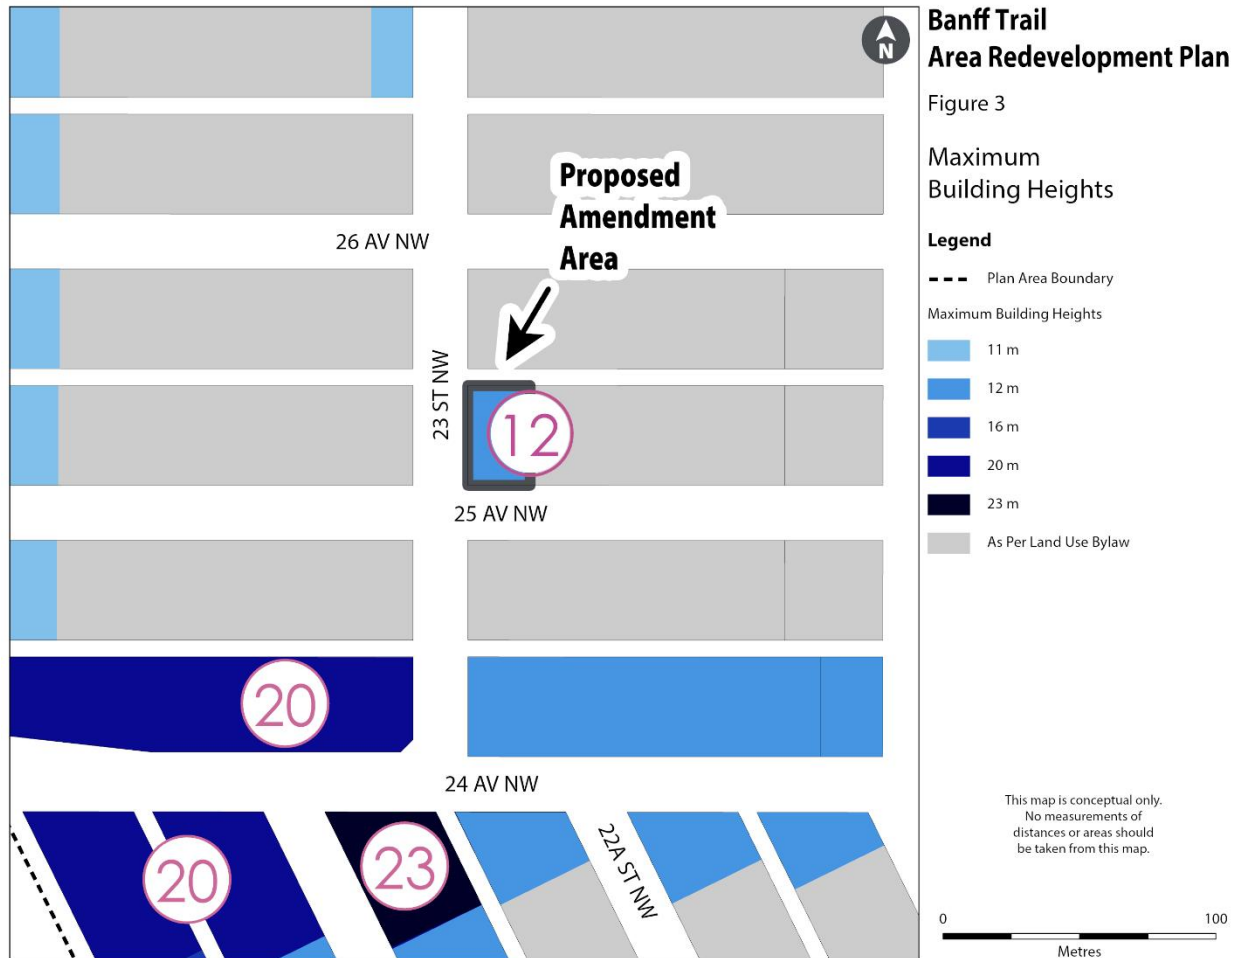 Banff Trail
Area Redevelopment Plan
Figure 3
Maximum
Building Heights
Legend
Plan Area Boundary
Maximum Building Heights
11 m
12 m
16 m
20 m
23 m
As Per Land Use Bylaw
This map is conceptual only.
No measurements of
distances or areas should
be taken from this map.
0 100
Metres
N
Proposed
Amendment
Area
26 AV NW
23 ST NW
12
25 AV NW
20
24 AV NW
20
23
22A ST NW